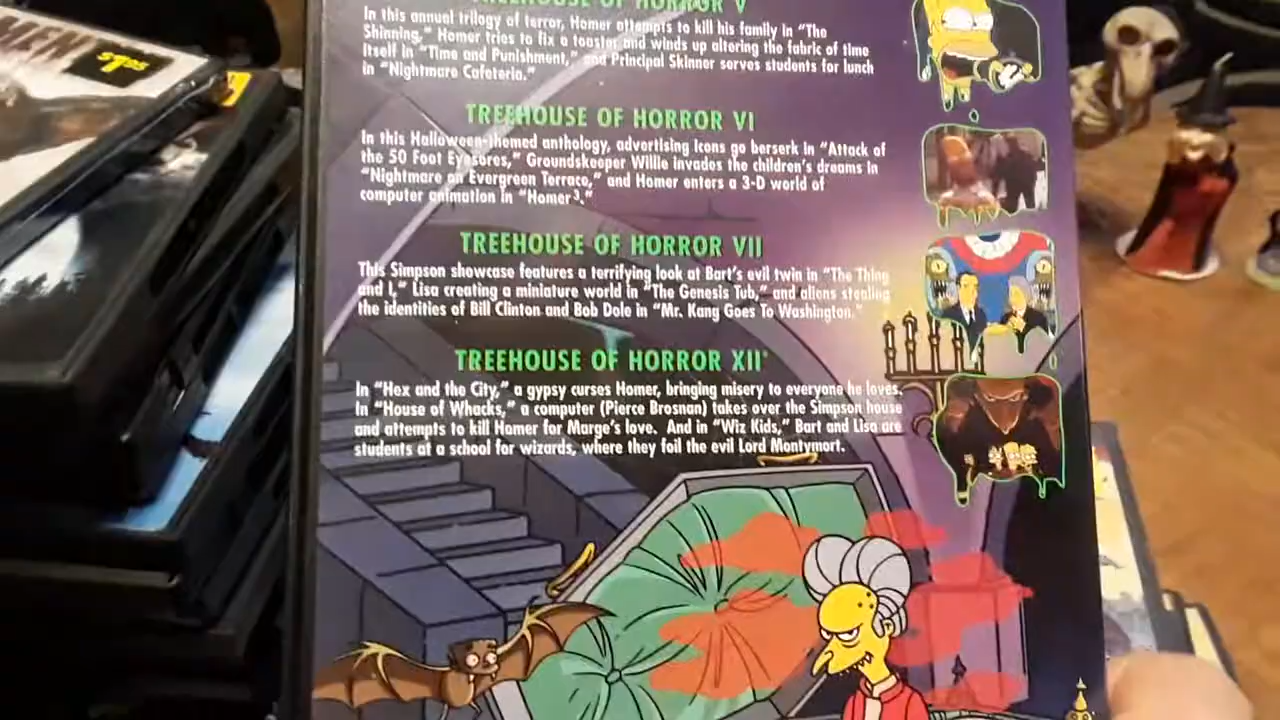 TREEHOUSE OF HORROR V
In this annual trilogy of terror, Homer attempts to kill his family in "The
Shinning," Homer tries to fix a toaster and winds up altering the fabric of time
itself in "Time and Punishment," and Principal Skinner serves students for lunch
in "Nightmare Cafeteria."
TREEHOUSE OF HORROR VI
In this Halloween-themed anthology, advertising icons go berserk in "Attack of
the 50 Foot Eyesores," Groundskeeper Willie invades the children's dreams in
"Nightmare on Evergreen Terrace," and Homer enters a 3-D world of
computer animation in "Homer³."
TREEHOUSE OF HORROR VII
This Simpson showcase features a terrifying look at Bart's evil twin in "The Thing
and I," Lisa creating a miniature world in "The Genesis Tub," and aliens stealing
the identities of Bill Clinton and Bob Dole in "Mr. Kang Goes To Washington."
TREEHOUSE OF HORROR XII*
In "Hex and the City," a gypsy curses Homer, bringing misery to everyone he loves.
In "House of Whacks," a computer (Pierce Brosnan) takes over the Simpson house
and attempts to kill Homer for Marge's love. And in "Wiz Kids," Bart and Lisa are
students at a school for wizards, where they foil the evil Lord Montymort.